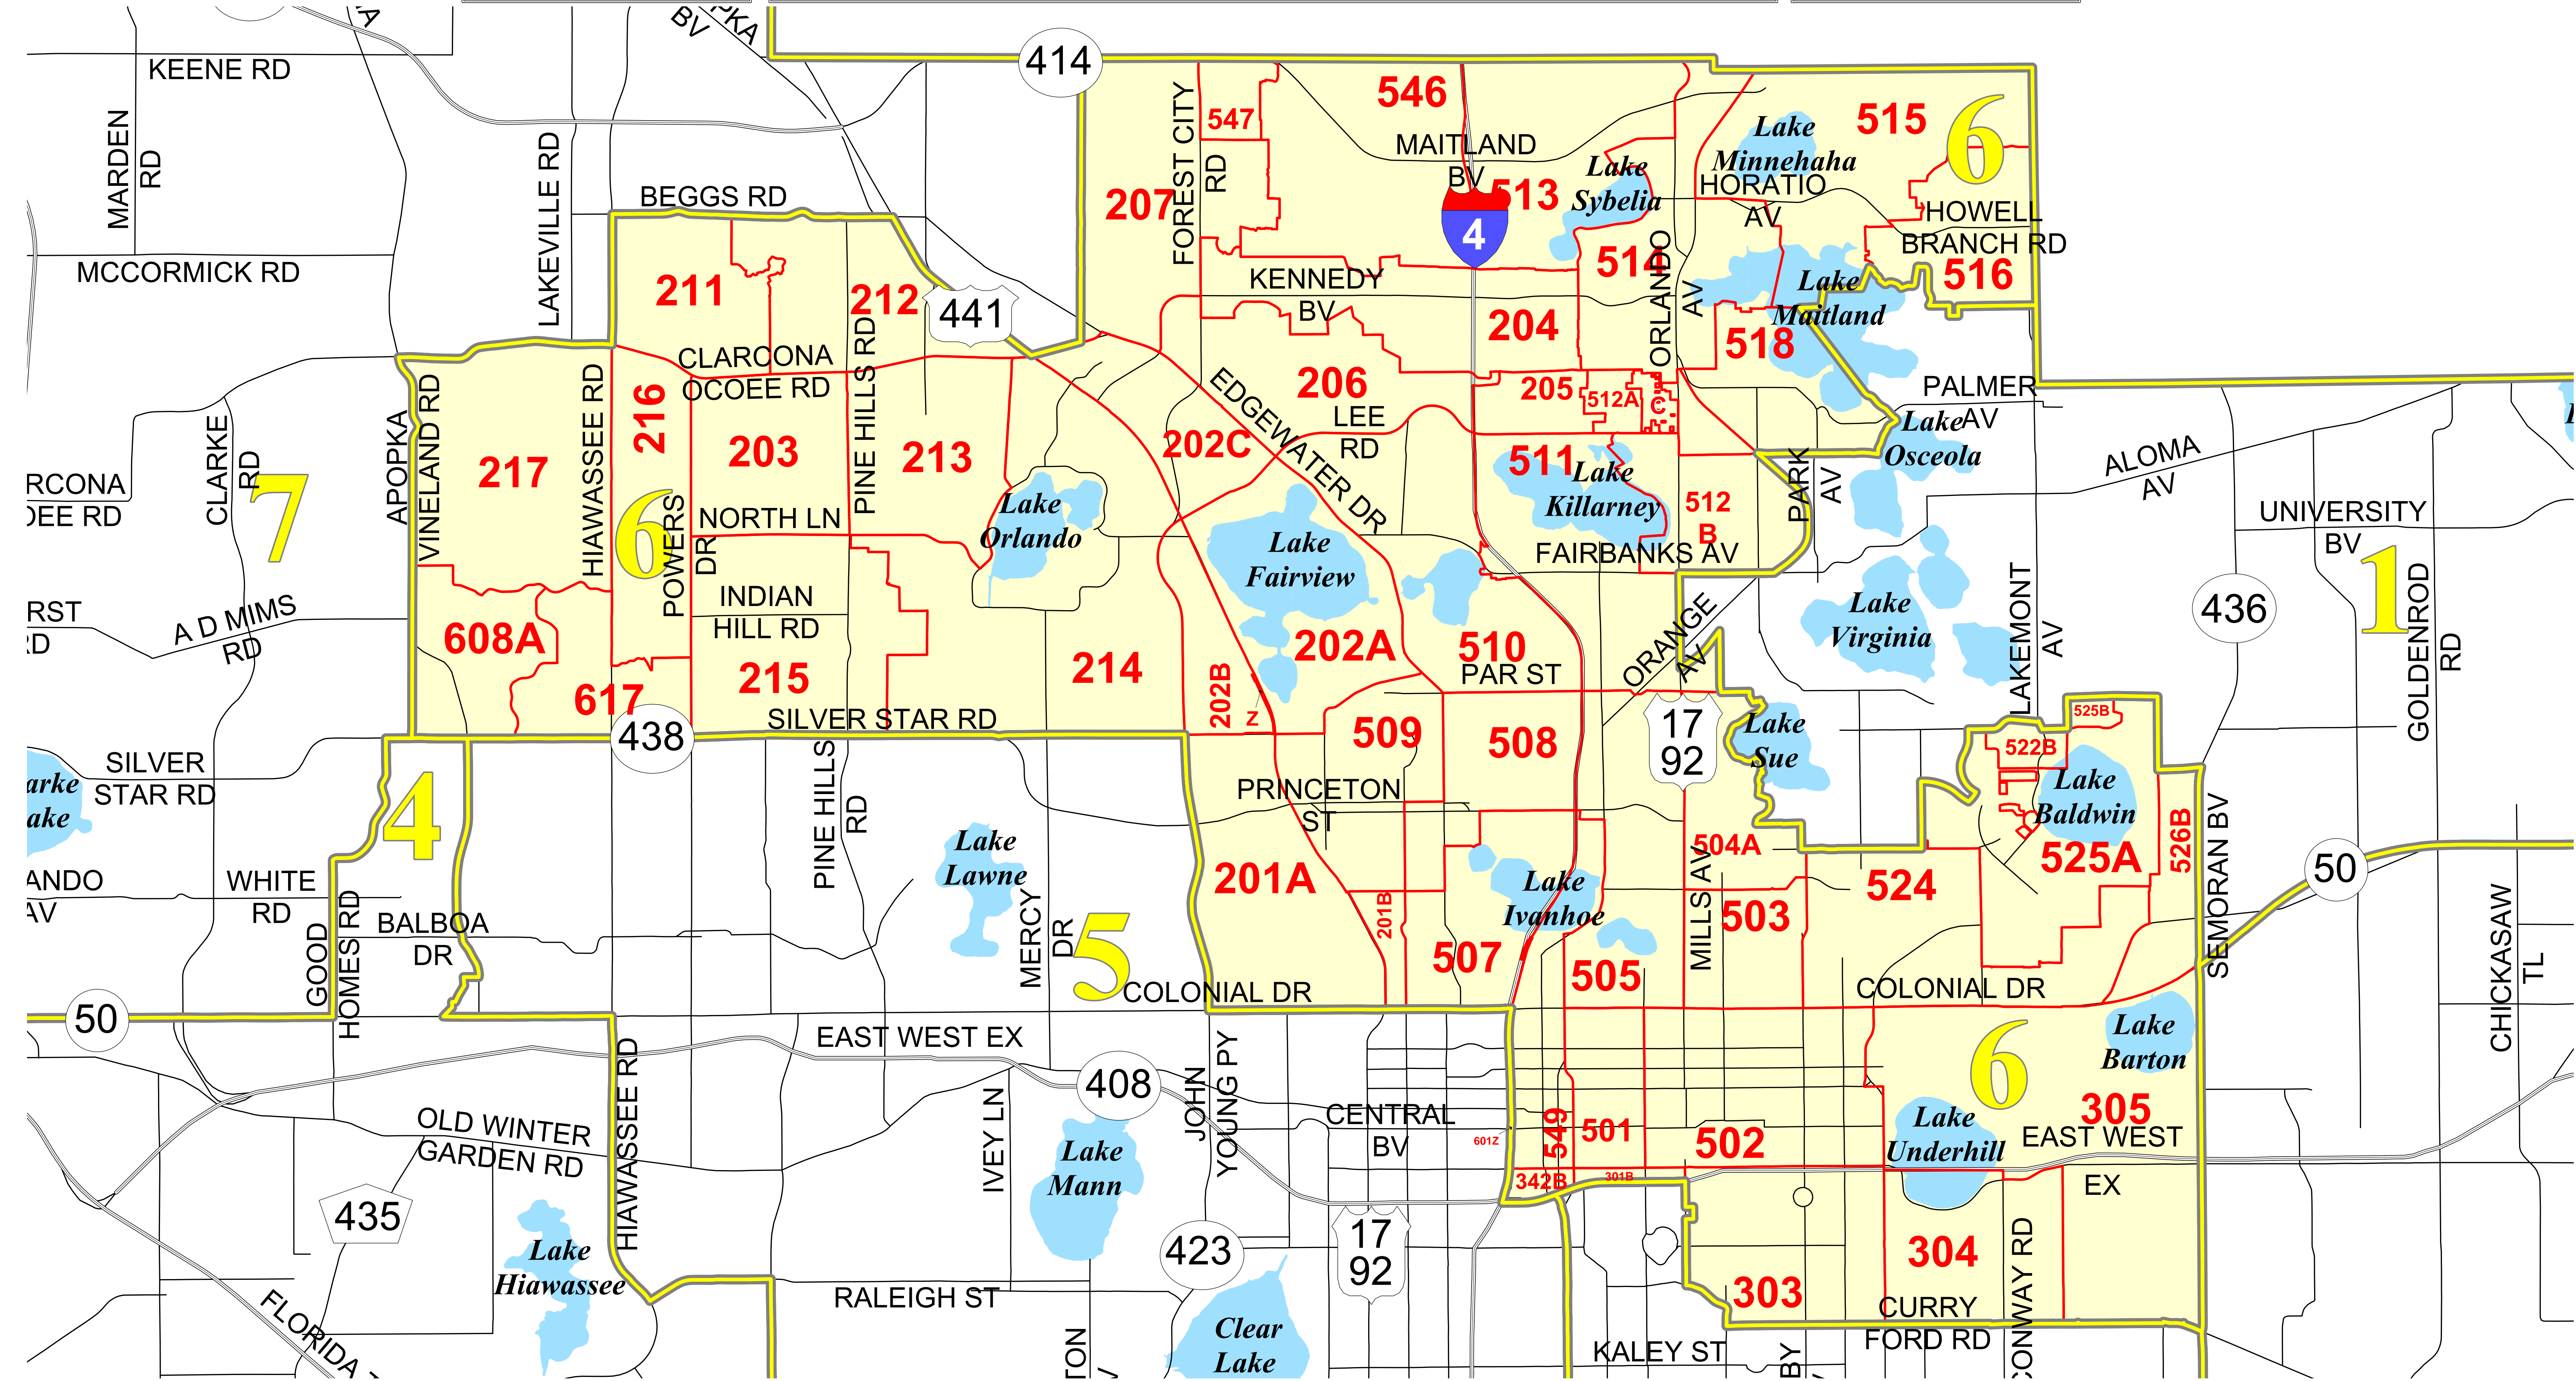 KEENE RD
BV
414
MARDEN
RD
LAKEVILLE RD
BEGGS RD
MCCORMICK RD
FOREST CITY
RD
547
546
MAITLAND
BV
513
4
207
Lake
Sybelia
Lake
Minnehaha
515
6
HORATIO
AV
HOWELL
BRANCH RD
516
514
ORLANDO
AV
KENNEDY
BV
204
Lake
Maitland
518
211
212
441
PINE HILLS RD
CLARCONA
OCOEE RD
216
203
213
217
HIAWASSEE RD
VINELAND RD
APOPKA
CLARKE
RD
7
6
POWERS
DR
NORTH LN
INDIAN
HILL RD
608A
617
215
214
A D MIMS
RD
Lake
Orlando
206
EDGEWATER DR
LEE
RD
202C
205
512A
C
511
Lake
Killarney
512
B
FAIRBANKS AV
PARK
AV
PALMER
AV
Lake
Osceola
ALOMA
AV
UNIVERSITY
BV
1
436
GOLDENROD
RD
Lake
Fairview
202A
202B
Z
510
PAR ST
ORANGE
AV
Lake
Virginia
LAKEMONT
AV
SILVER STAR RD
438
SILVER
STAR RD
509
508
17
92
Lake
Sue
525B
522B
Lake
Baldwin
525A
526B
SEMORAN BV
50
4
WHITE
RD
GOOD
HOMES RD
BALBOA
DR
PINE HILLS
RD
Lake
Lawne
MERCY
DR
5
PRINCETON
ST
201A
201B
507
Lake
Ivanhoe
505
504A
MILLS AV
503
524
COLONIAL DR
COLONIAL DR
CHICKASAW
TL
50
EAST WEST EX
408
HIAWASSEE RD
OLD WINTER
GARDEN RD
435
Lake
Hiawassee
IVEY LN
Lake
Mann
JOHN
YOUNG PY
423
CENTRAL
BV
601Z
549
501
502
342B
301B
Lake
Underhill
6
Lake
Barton
305
EAST WEST
EX
17
92
RALEIGH ST
Clear
Lake
303
304
CONWAY RD
CURRY
FORD RD
KALEY ST